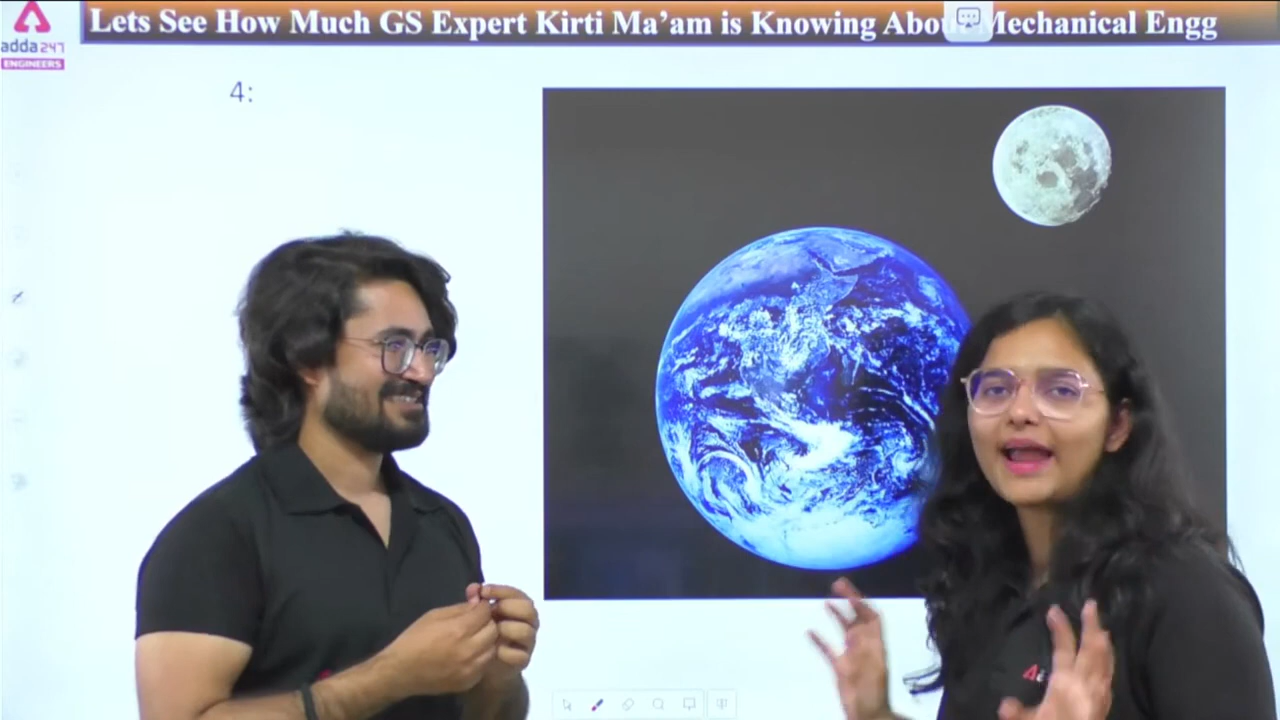 Lets See How Much GS Expert Kirti Ma’am is Knowing About Mechanical Engg
adda247
ENGINEERS
4: